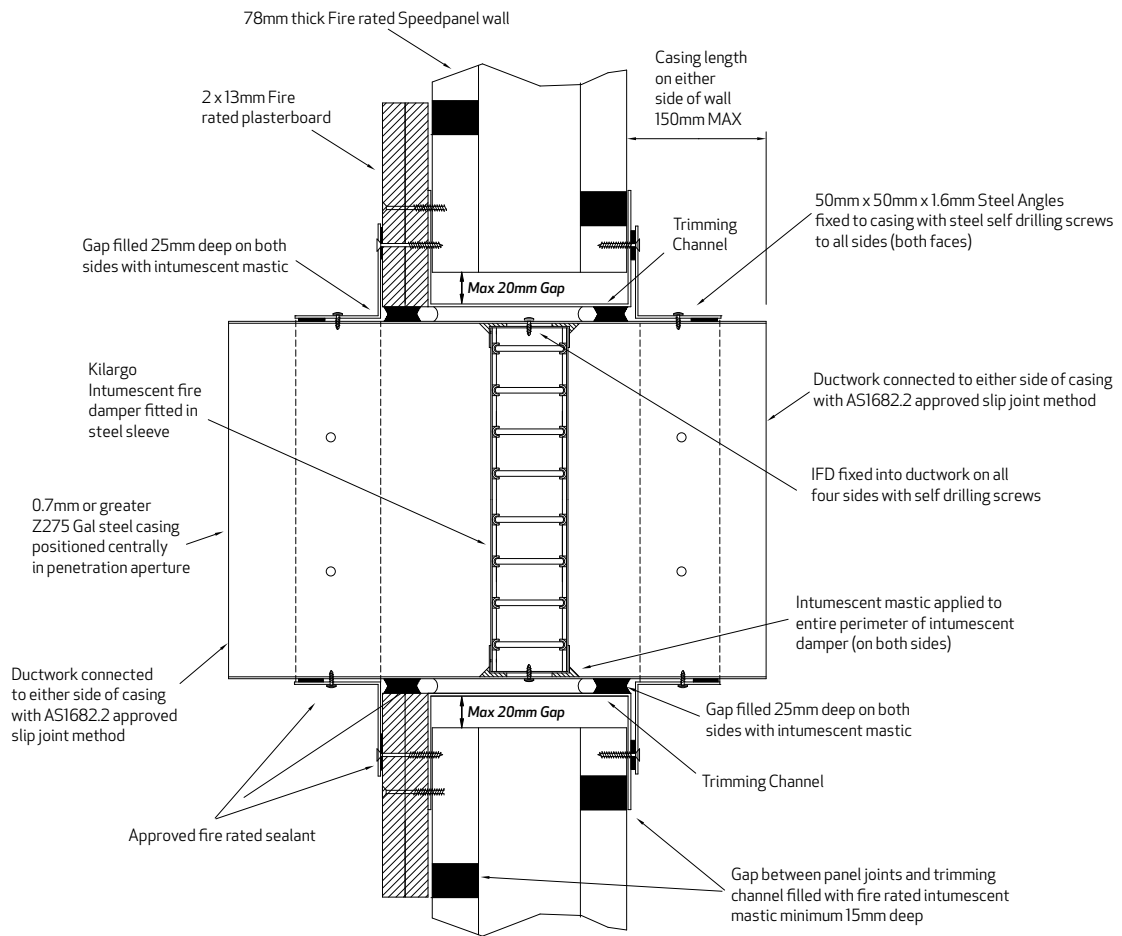 78mm thick Fire rated Speedpanel wall
Casing length
on either
side of wall
150mm MAX
2 x 13mm Fire
rated plasterboard
50mm x 50mm x 1.6mm Steel Angles
fixed to casing with steel self drilling screws
to all sides (both faces)
Trimming
Channel
Gap filled 25mm deep on both
sides with intumescent mastic
Max 20mm Gap
Kilargo
Intumescent fire
damper fitted in
steel sleeve
Ductwork connected to either side of casing
with AS1682.2 approved slip joint method
IFD fixed into ductwork on all
four sides with self drilling screws
0.7mm or greater
Z275 Gal steel casing
positioned centrally
in penetration aperture
Intumescent mastic applied to
entire perimeter of intumescent
damper (on both sides)
Ductwork connected
to either side of casing
with AS1682.2 approved
slip joint method
Max 20mm Gap
Gap filled 25mm deep on both
sides with intumescent mastic
Trimming Channel
Approved fire rated sealant
Gap between panel joints and trimming
channel filled with fire rated intumescent
mastic minimum 15mm deep